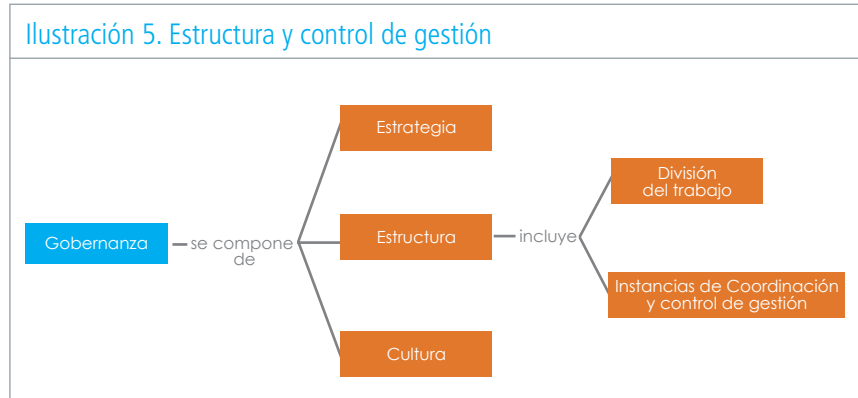 Ilustración 5. Estructura y control de gestión
Estrategia
División
del trabajo
Gobernanza
se compone
de
Estructura
incluye
Instancias de Coordinación
y control de gestión
Cultura